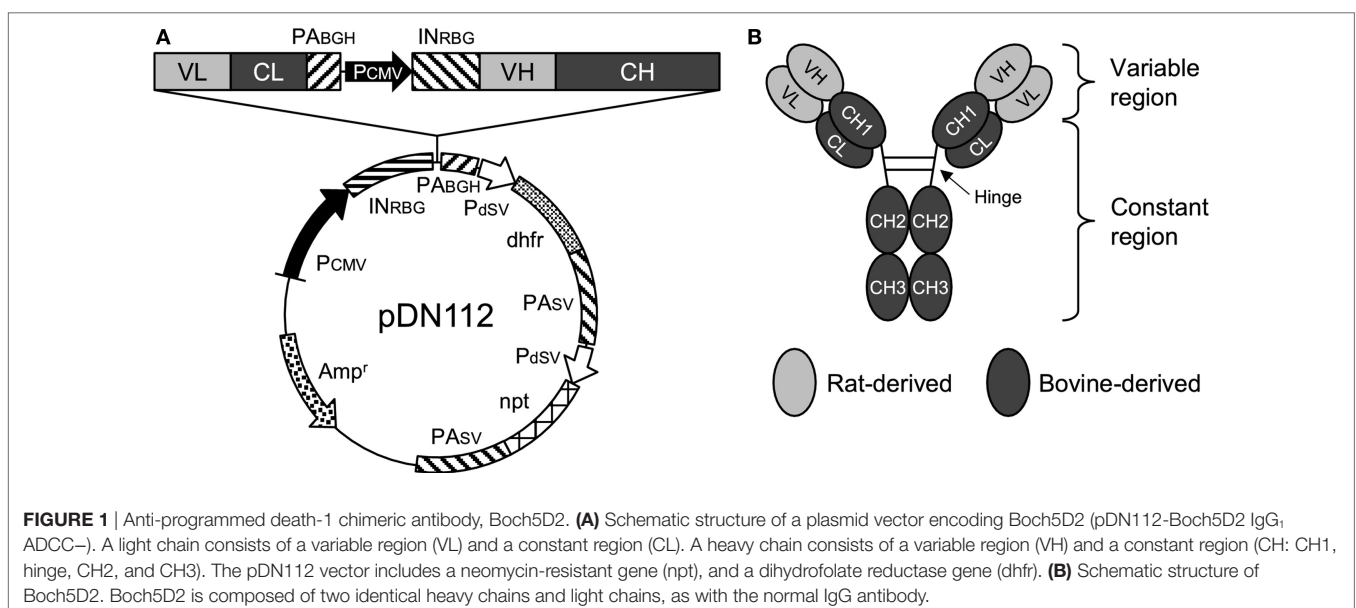 A
PABGH
INRBG
VL
CL
PCMV
VH
CH
PABGH
INRBG
PdSV
dhfr
PCMV
pDN112
PASV
PdSV
Ampʳ
npt
PASV
B
VH
VL
CH1
CL
VH
VL
CH1
CL
Variable
region
Hinge
CH2
CH2
CH3
CH3
Constant
region
Rat-derived
Bovine-derived
FIGURE 1 | Anti-programmed death-1 chimeric antibody, Boch5D2. (A) Schematic structure of a plasmid vector encoding Boch5D2 (pDN112-Boch5D2 IgG₁
ADCC−). A light chain consists of a variable region (VL) and a constant region (CL). A heavy chain consists of a variable region (VH) and a constant region (CH: CH1,
hinge, CH2, and CH3). The pDN112 vector includes a neomycin-resistant gene (npt), and a dihydrofolate reductase gene (dhfr). (B) Schematic structure of
Boch5D2. Boch5D2 is composed of two identical heavy chains and light chains, as with the normal IgG antibody.